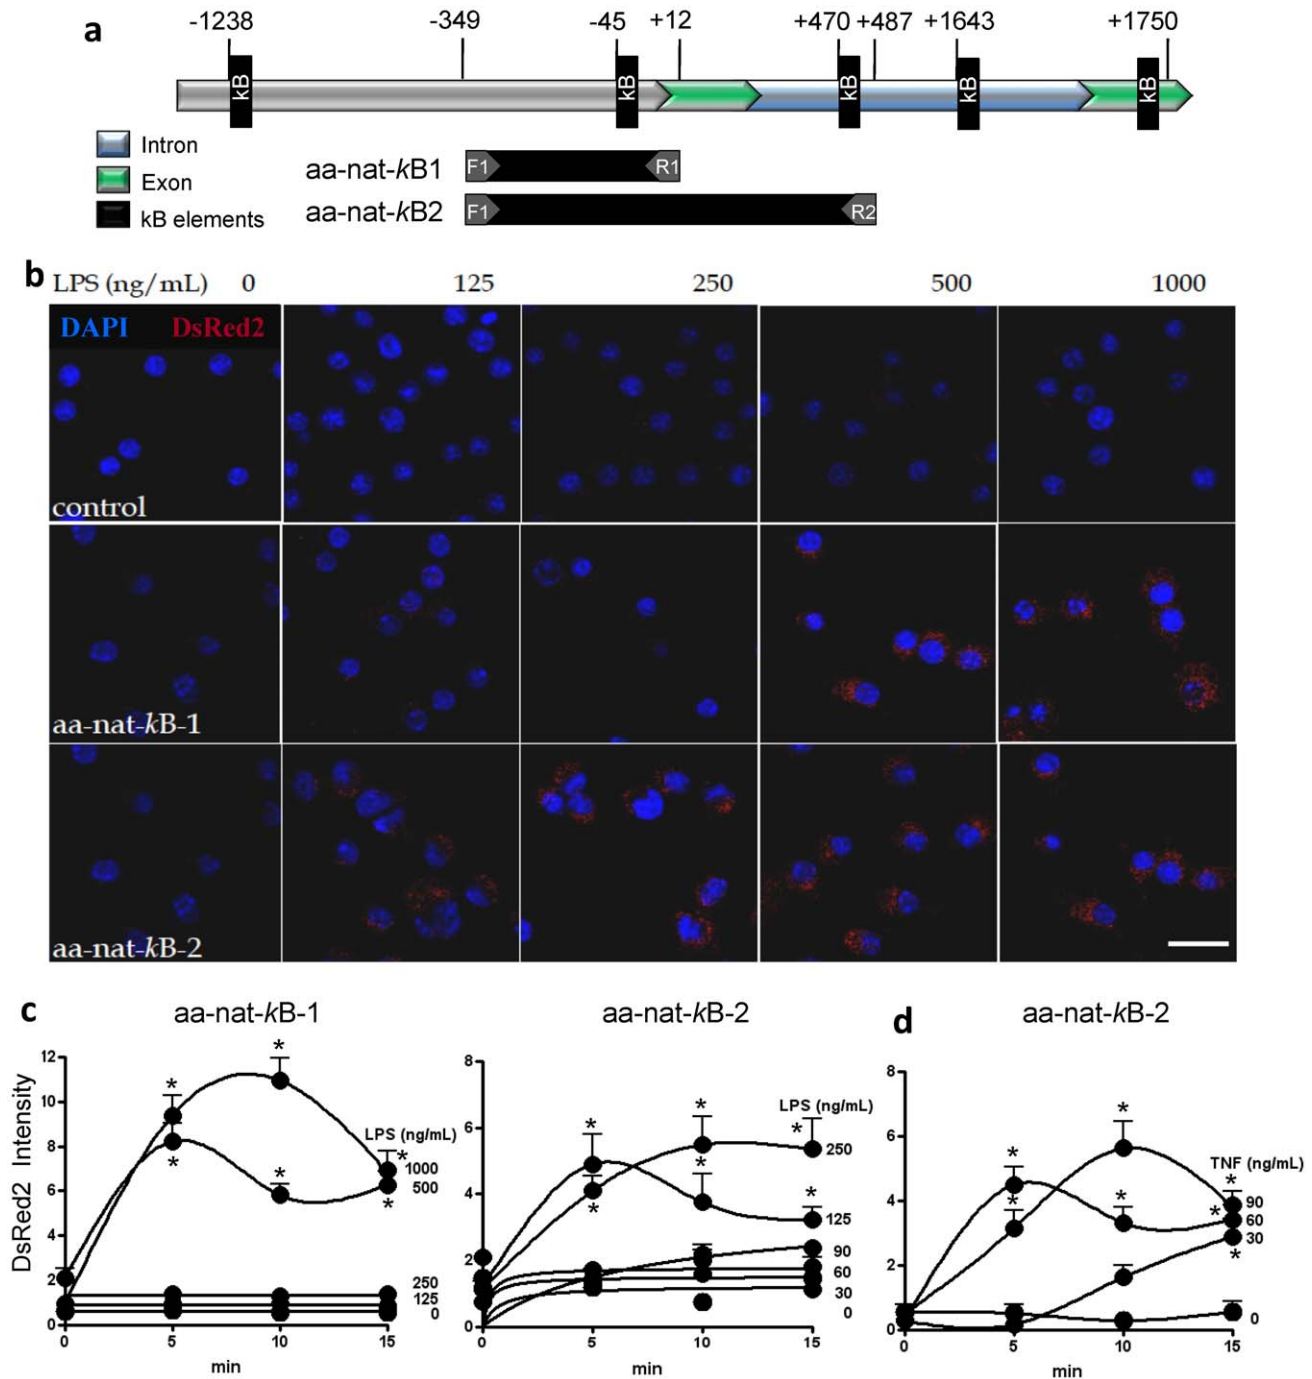 a
-1238 -349 -45 +12 +470 +487 +1643 +1750
kB kB kB kB kB
Intron
Exon
kB elements
aa-nat-kB1 F1 R1
aa-nat-kB2 F1 R2
b
LPS (ng/mL) 0 125 250 500 1000
DAPI DsRed2
control
aa-nat-kB-1
aa-nat-kB-2
c
aa-nat-kB-1
DsRed2 Intensity
12
10
8
6
4
2
0
0 5 10 15
min
LPS (ng/mL)
* * * * * *
1000
500
250
125
0
aa-nat-kB-2
8
6
4
2
0
0 5 10 15
min
LPS (ng/mL)
* * * * * *
250
125
90
60
30
0
d
aa-nat-kB-2
8
6
4
2
0
0 5 10 15
min
TNF (ng/mL)
* * * * * * *
90
60
30
0